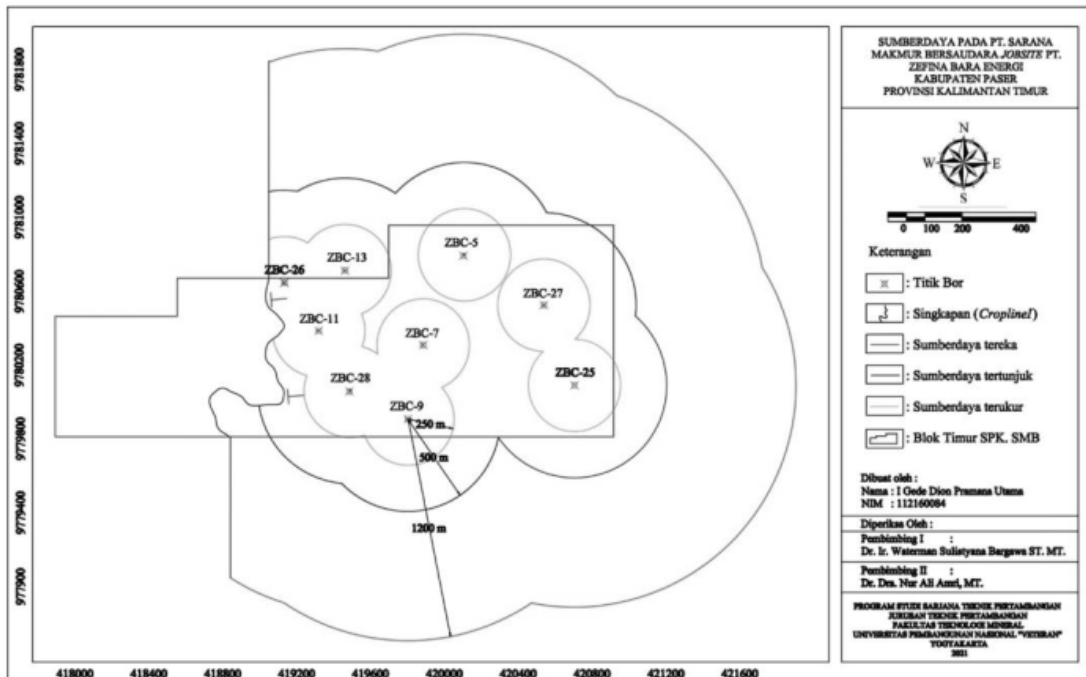 9781800
9781400
9781000
9780600
9780200
9779800
9779400
9777900
ZBC-5
ZBC-13
ZBC-26
ZBC-27
ZBC-11
ZBC-7
ZBC-28
ZBC-25
ZBC-9
250 m
500 m
1200 m
418000 418400 418800 419200 419600 420000 420400 420800 421200 421600
SUMBERDAYA PADA PT. SARANA
MAKMUR BERSAUDARA JOBSITE PT.
ZEFINA BARA ENERGI
KABUPATEN PASER
PROVINSI KALIMANTAN TIMUR
N
W E
S
0 100 200 400
Keterangan
: Titik Bor
: Singkapan (Croplinel)
: Sumberdaya tereka
: Sumberdaya tertunjuk
: Sumberdaya terukur
: Blok Timur SPK. SMB
Dibuat oleh :
Nama : I Gede Dion Pramana Utama
NIM : 112160084
Diperiksa Oleh :
Pembimbing I :
Dr. Ir. Waterman Sulistyana Bargawa ST. MT.
Pembimbing II :
Dr. Dra. Nur Ali Amri, MT.
PROGRAM STUDI SARJANA TEKNIK PERTAMBANGAN
JURUSAN TEKNIK PERTAMBANGAN
FAKULTAS TEKNOLOGI MINERAL
UNIVERSITAS PEMBANGUNAN NASIONAL "VETERAN"
YOGYAKARTA
2021